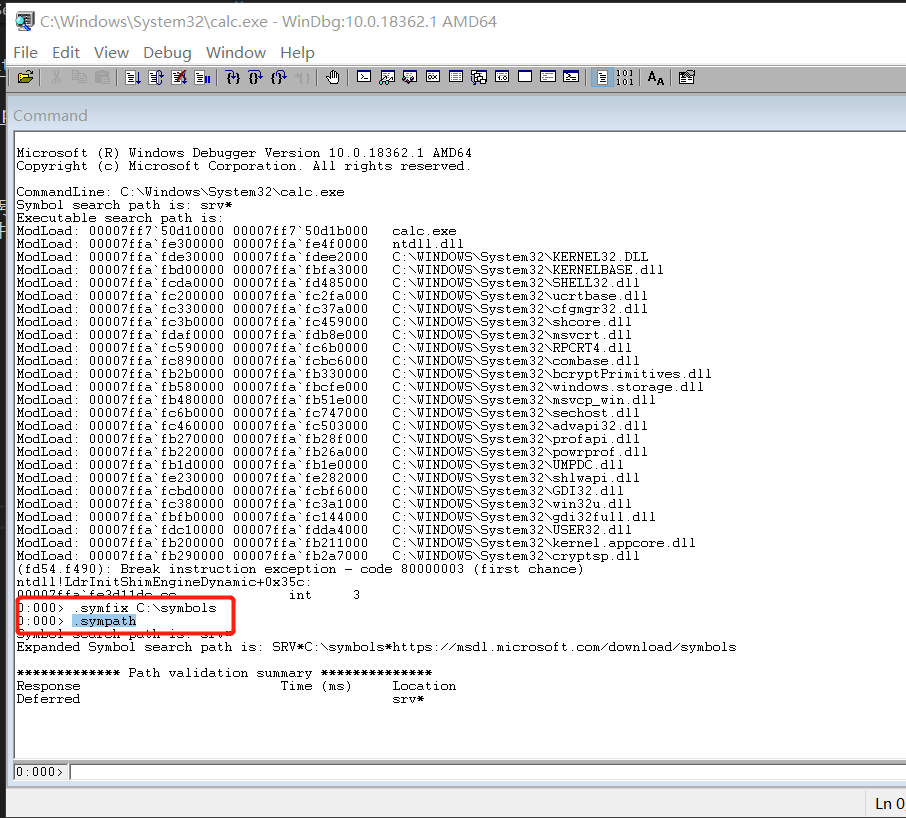 C:\Windows\System32\calc.exe - WinDbg:10.0.18362.1 AMD64
File Edit View Debug Window Help
Command
Microsoft (R) Windows Debugger Version 10.0.18362.1 AMD64
Copyright (c) Microsoft Corporation. All rights reserved.
CommandLine: C:\Windows\System32\calc.exe
Symbol search path is: srv*
Executable search path is:
ModLoad: 00007ff7`50d10000 00007ff7`50d1b000 calc.exe
ModLoad: 00007ffa`fe300000 00007ffa`fe4f0000 ntdll.dll
ModLoad: 00007ffa`fde30000 00007ffa`fdee2000 C:\WINDOWS\System32\KERNEL32.DLL
ModLoad: 00007ffa`fbd00000 00007ffa`fbfa3000 C:\WINDOWS\System32\KERNELBASE.dll
ModLoad: 00007ffa`fcda0000 00007ffa`fd485000 C:\WINDOWS\System32\SHELL32.dll
ModLoad: 00007ffa`fc200000 00007ffa`fc2fa000 C:\WINDOWS\System32\ucrtbase.dll
ModLoad: 00007ffa`fc330000 00007ffa`fc37a000 C:\WINDOWS\System32\cfgmgr32.dll
ModLoad: 00007ffa`fc3b0000 00007ffa`fc459000 C:\WINDOWS\System32\shcore.dll
ModLoad: 00007ffa`fdaf0000 00007ffa`fdb8e000 C:\WINDOWS\System32\msvcrt.dll
ModLoad: 00007ffa`fc590000 00007ffa`fc6b0000 C:\WINDOWS\System32\RPCRT4.dll
ModLoad: 00007ffa`fc890000 00007ffa`fcbc6000 C:\WINDOWS\System32\combase.dll
ModLoad: 00007ffa`fb2b0000 00007ffa`fb330000 C:\WINDOWS\System32\bcryptPrimitives.dll
ModLoad: 00007ffa`fb580000 00007ffa`fbcfe000 C:\WINDOWS\System32\windows.storage.dll
ModLoad: 00007ffa`fb480000 00007ffa`fb51e000 C:\WINDOWS\System32\msvcp_win.dll
ModLoad: 00007ffa`fc6b0000 00007ffa`fc747000 C:\WINDOWS\System32\sechost.dll
ModLoad: 00007ffa`fc460000 00007ffa`fc503000 C:\WINDOWS\System32\advapi32.dll
ModLoad: 00007ffa`fb270000 00007ffa`fb28f000 C:\WINDOWS\System32\profapi.dll
ModLoad: 00007ffa`fb220000 00007ffa`fb26a000 C:\WINDOWS\System32\powrprof.dll
ModLoad: 00007ffa`fb1d0000 00007ffa`fb1e0000 C:\WINDOWS\System32\UMPDC.dll
ModLoad: 00007ffa`fe230000 00007ffa`fe282000 C:\WINDOWS\System32\shlwapi.dll
ModLoad: 00007ffa`fcbd0000 00007ffa`fcbf6000 C:\WINDOWS\System32\GDI32.dll
ModLoad: 00007ffa`fc380000 00007ffa`fc3a1000 C:\WINDOWS\System32\win32u.dll
ModLoad: 00007ffa`fbfb0000 00007ffa`fc144000 C:\WINDOWS\System32\gdi32full.dll
ModLoad: 00007ffa`fdc10000 00007ffa`fdda4000 C:\WINDOWS\System32\USER32.dll
ModLoad: 00007ffa`fb200000 00007ffa`fb211000 C:\WINDOWS\System32\kernel.appcore.dll
ModLoad: 00007ffa`fb290000 00007ffa`fb2a7000 C:\WINDOWS\System32\cryptsp.dll
(fd54.f490): Break instruction exception - code 80000003 (first chance)
ntdll!LdrInitShimEngineDynamic+0x35c:
00007ffa`fe3d11dc cc int 3
0:000> .symfix C:\symbols
0:000> .sympath
Symbol search path is: srv*
Expanded Symbol search path is: SRV*C:\symbols*https://msdl.microsoft.com/download/symbols
************* Path validation summary **************
Response Time (ms) Location
Deferred srv*
0:000>
Ln 0